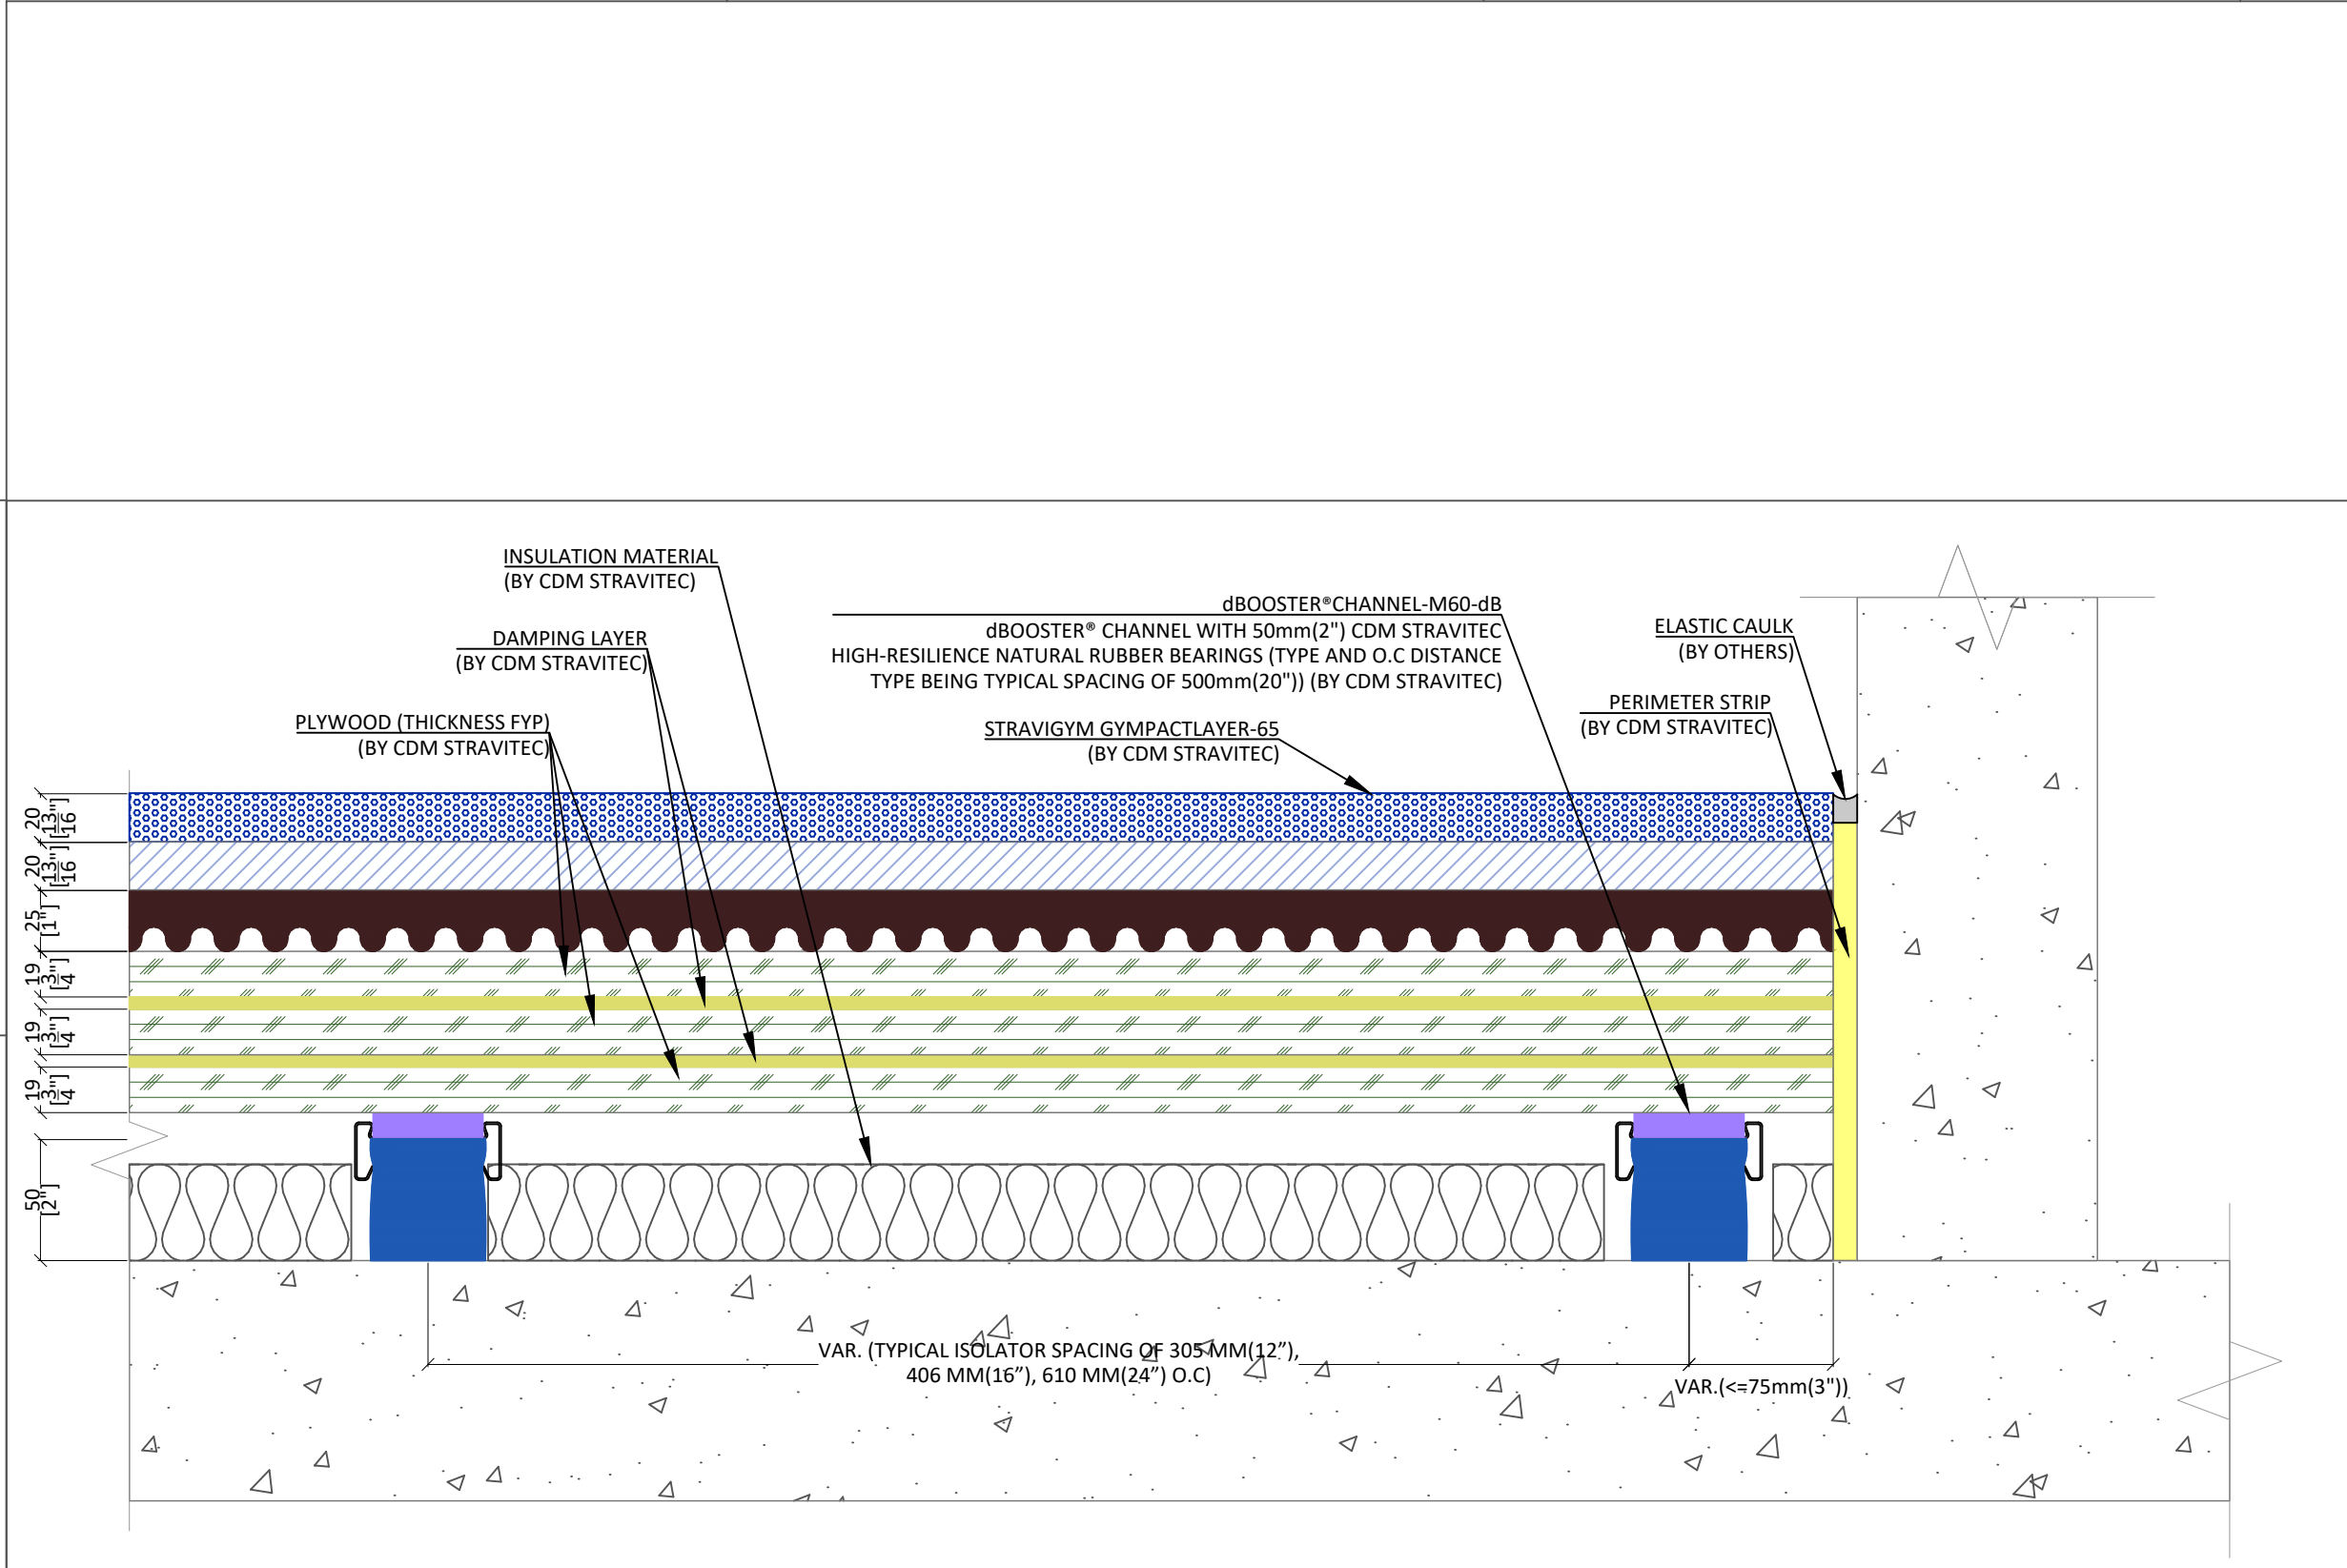 INSULATION MATERIAL
(BY CDM STRAVITEC)
dBOOSTER®CHANNEL-M60-dB
dBOOSTER® CHANNEL WITH 50mm(2") CDM STRAVITEC
HIGH-RESILIENCE NATURAL RUBBER BEARINGS (TYPE AND O.C DISTANCE
TYPE BEING TYPICAL SPACING OF 500mm(20")) (BY CDM STRAVITEC)
ELASTIC CAULK
(BY OTHERS)
DAMPING LAYER
(BY CDM STRAVITEC)
PERIMETER STRIP
(BY CDM STRAVITEC)
PLYWOOD (THICKNESS FYP)
(BY CDM STRAVITEC)
STRAVIGYM GYMPACTLAYER-65
(BY CDM STRAVITEC)
20
[13/16"]
20
[13/16"]
25
[1"]
19
[3/4"]
19
[3/4"]
19
[3/4"]
50
[2"]
VAR. (TYPICAL ISOLATOR SPACING OF 305 MM(12”),
406 MM(16”), 610 MM(24”) O.C)
VAR.(<=75mm(3"))